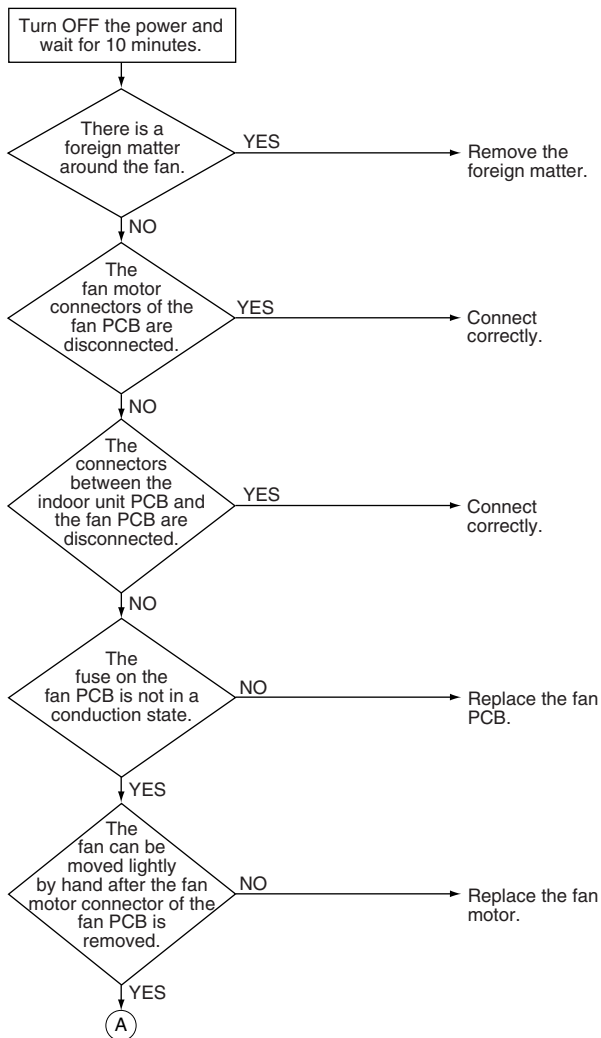 Turn OFF the power and
wait for 10 minutes.
There is a
foreign matter
around the fan.
YES
Remove the
foreign matter.
NO
The
fan motor
connectors of the
fan PCB are
disconnected.
YES
Connect
correctly.
NO
The
connectors
between the
indoor unit PCB and
the fan PCB are
disconnected.
YES
Connect
correctly.
NO
The
fuse on the
fan PCB is not in a
conduction state.
NO
Replace the fan
PCB.
YES
The
fan can be
moved lightly
by hand after the fan
motor connector of the
fan PCB is
removed.
NO
Replace the fan
motor.
YES
A